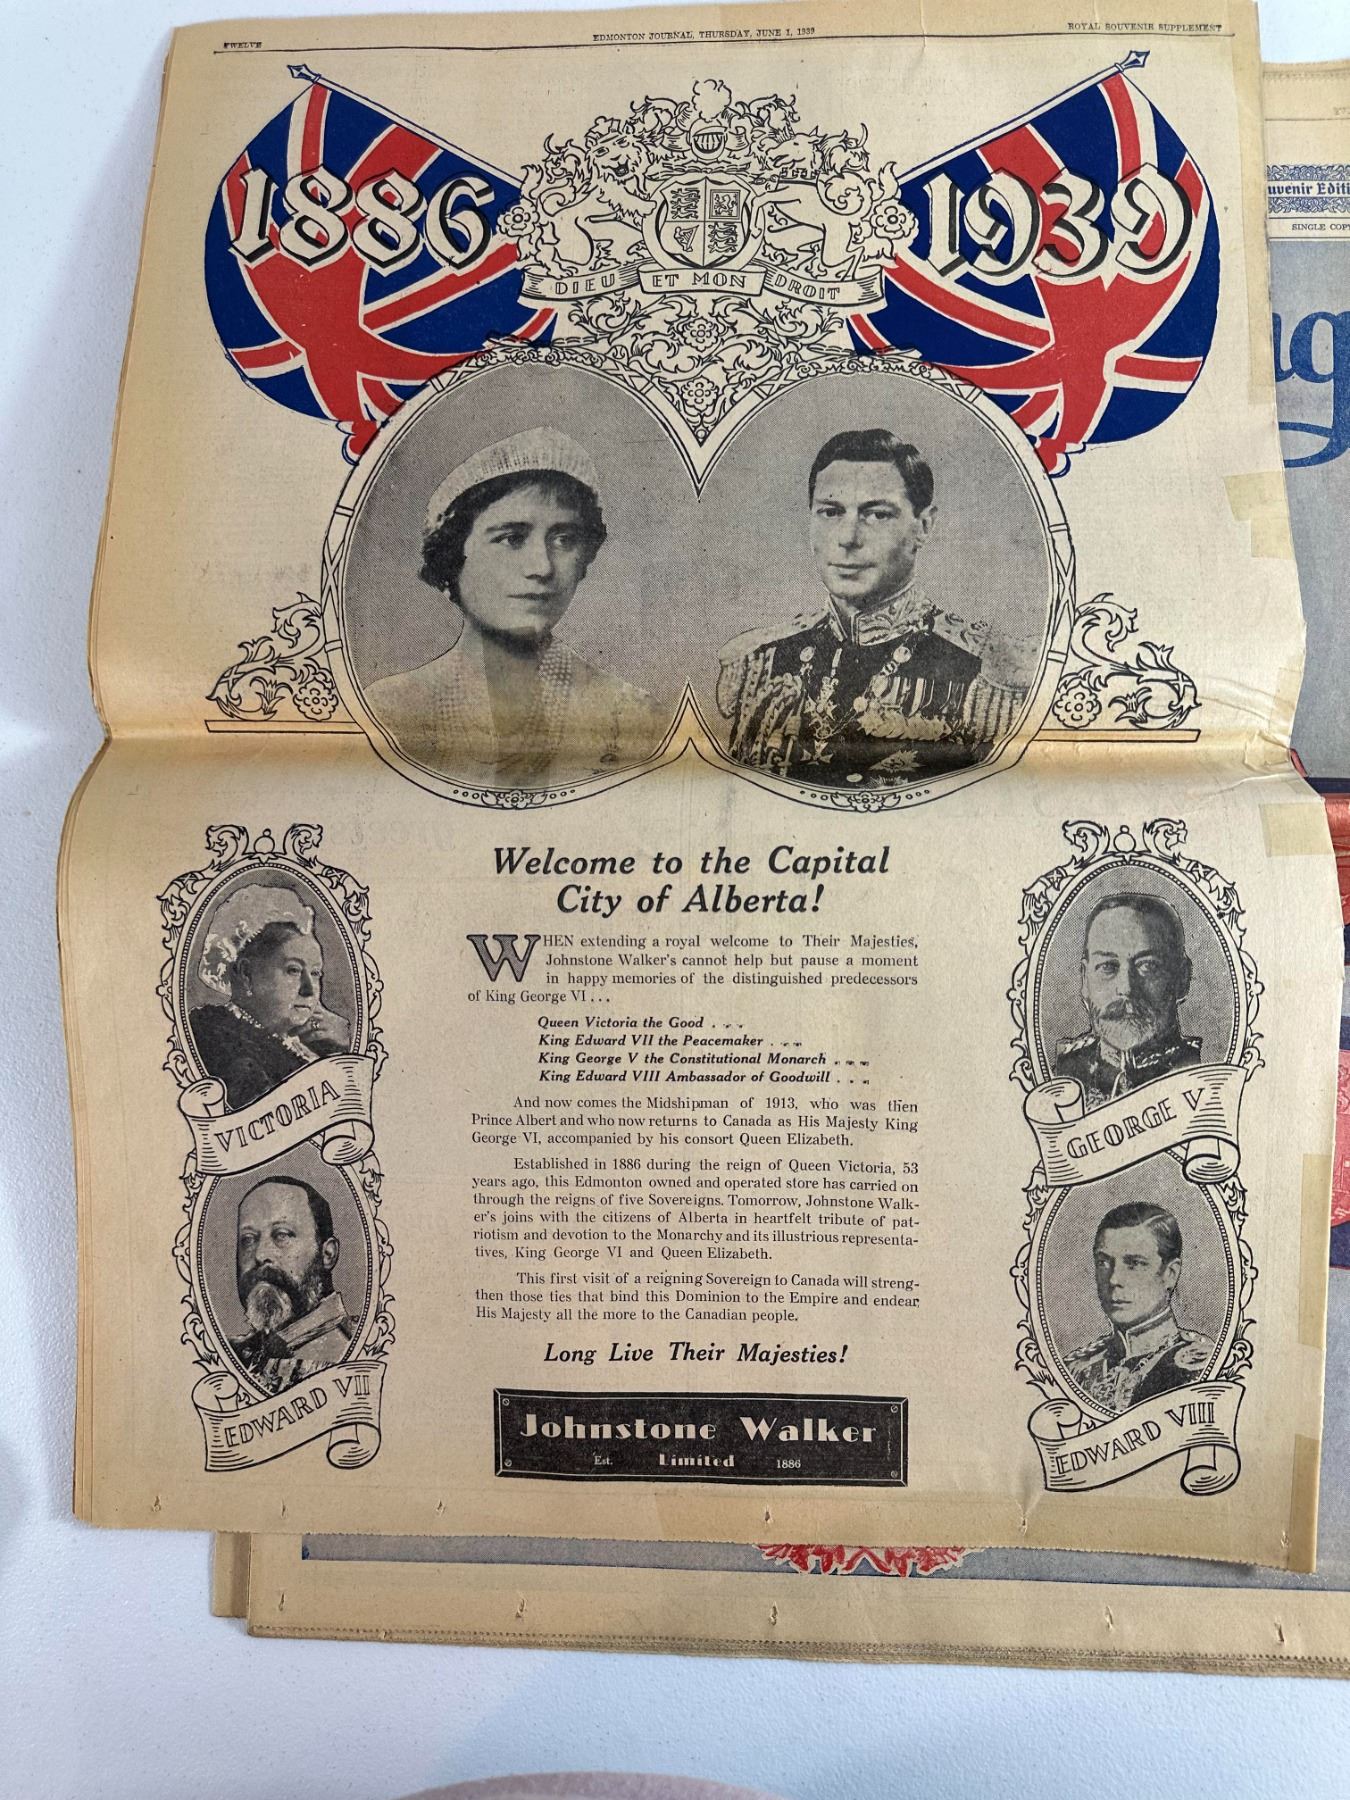 TWELVE
EDMONTON JOURNAL, THURSDAY, JUNE 1, 1939
ROYAL SOUVENIR SUPPLEMENT
1886
1939
DIEU ET MON DROIT
Welcome to the Capital
City of Alberta!
WHEN extending a royal welcome to Their Majesties,
Johnstone Walker's cannot help but pause a moment
in happy memories of the distinguished predecessors
of King George VI . . .
Queen Victoria the Good . . . .
King Edward VII the Peacemaker . . . .
King George V the Constitutional Monarch . . . .
King Edward VIII Ambassador of Goodwill . . . .
And now comes the Midshipman of 1913, who was then
Prince Albert and who now returns to Canada as His Majesty King
George VI, accompanied by his consort Queen Elizabeth.
Established in 1886 during the reign of Queen Victoria, 53
years ago, this Edmonton owned and operated store has carried on
through the reigns of five Sovereigns. Tomorrow, Johnstone Walk-
er's joins with the citizens of Alberta in heartfelt tribute of pat-
riotism and devotion to the Monarchy and its illustrious representa-
tives, King George VI and Queen Elizabeth.
This first visit of a reigning Sovereign to Canada will streng-
then those ties that bind this Dominion to the Empire and endear
His Majesty all the more to the Canadian people.
Long Live Their Majesties!
Johnstone Walker
Est. Limited 1886
VICTORIA
EDWARD VII
GEORGE V
EDWARD VIII
SINGLE